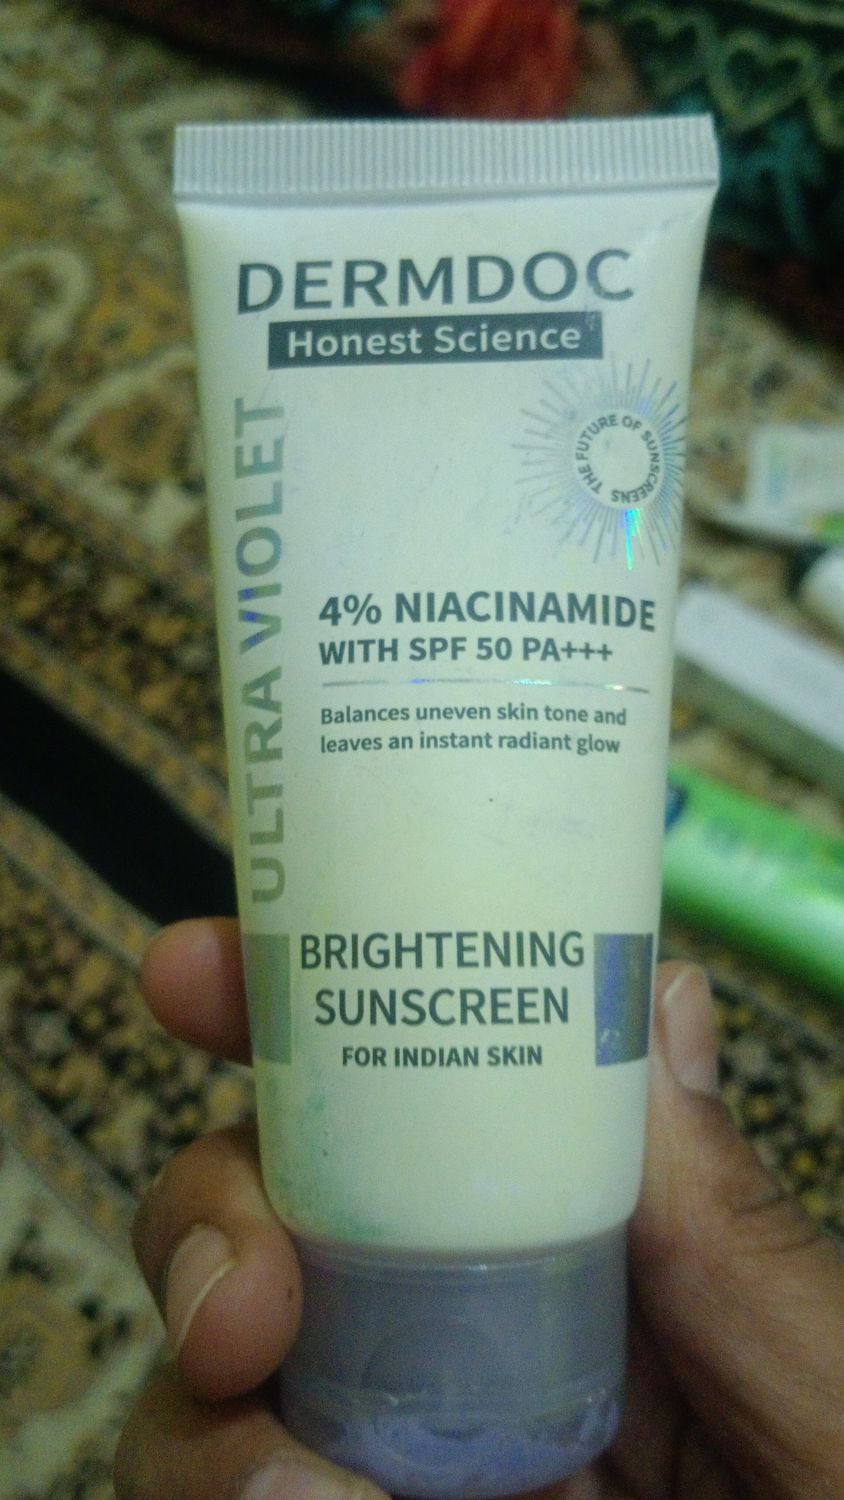 DERMDOC
Honest Science
THE FUTURE OF SUNSCREENS
ULTRA VIOLET
4% NIACINAMIDE
WITH SPF 50 PA+++
Balances uneven skin tone and
leaves an instant radiant glow
BRIGHTENING
SUNSCREEN
FOR INDIAN SKIN